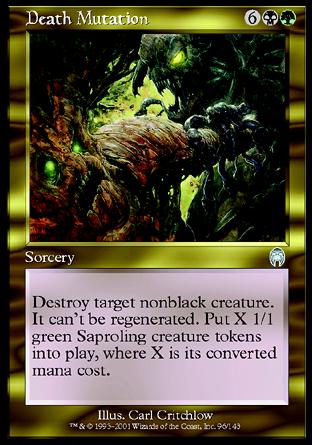 Death Mutation 6
Sorcery
Destroy target nonblack creature.
It can't be regenerated. Put X 1/1
green Saproling creature tokens
into play, where X is its converted
mana cost.
Illus. Carl Critchlow
™ & © 1993-2001 Wizards of the Coast, Inc. 96/143